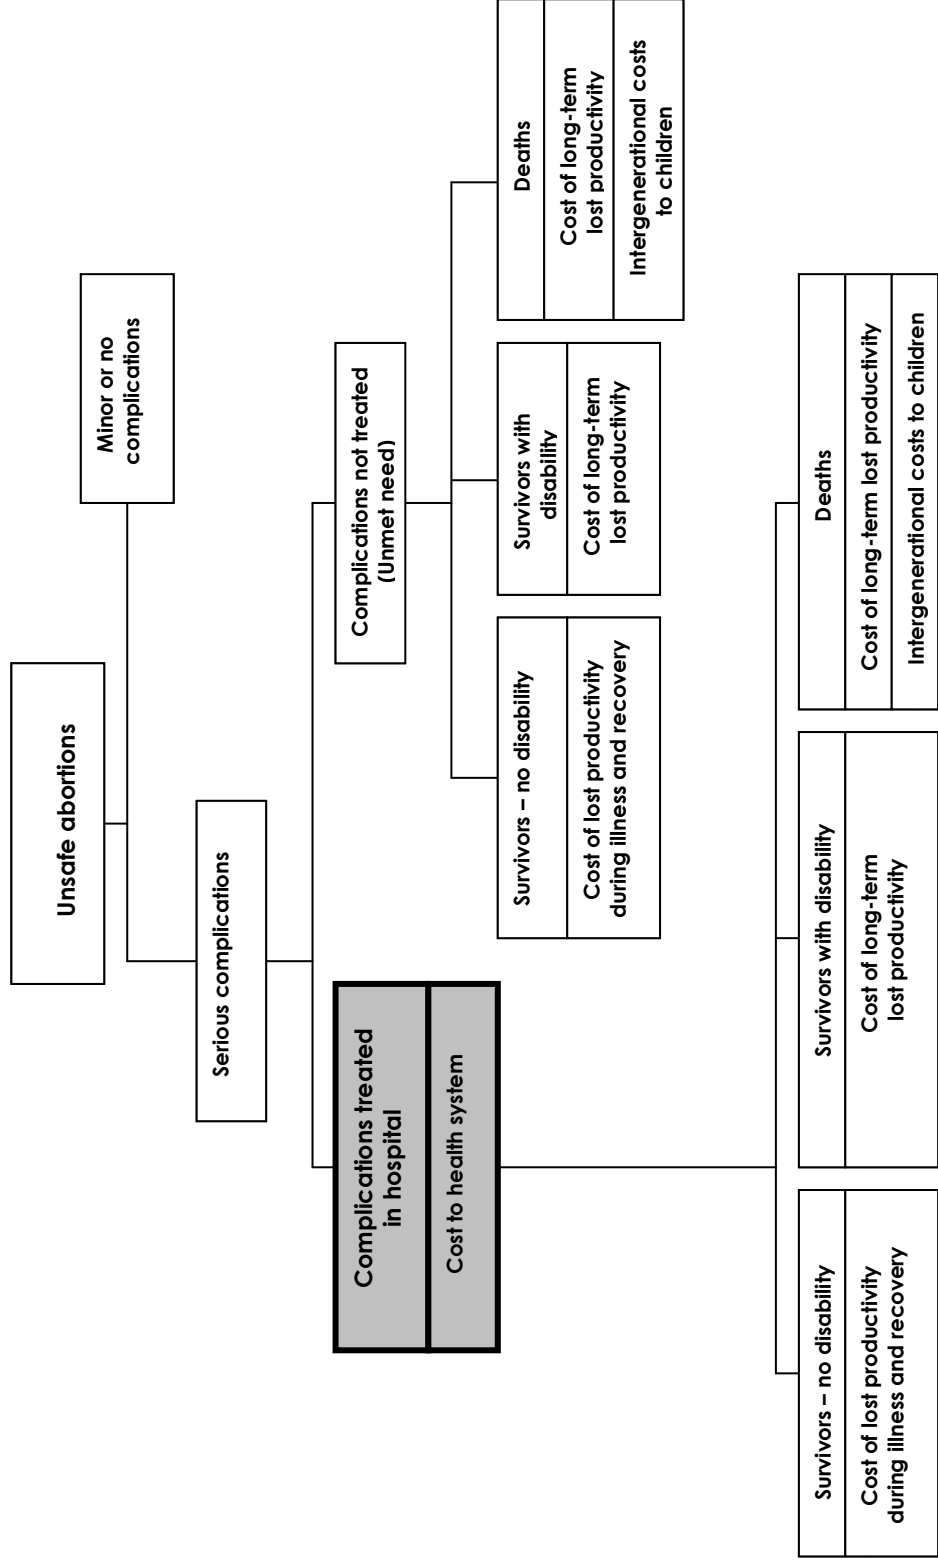 Unsafe abortions
Minor or no
complications
Serious complications
Complications treated
in hospital
Cost to health system
Complications not treated
(Unmet need)
Survivors – no disability
Cost of lost productivity
during illness and recovery
Survivors with
disability
Cost of long-term
lost productivity
Deaths
Cost of long-term
lost productivity
Intergenerational costs
to children
Survivors – no disability
Cost of lost productivity
during illness and recovery
Survivors with disability
Cost of long-term
lost productivity
Deaths
Cost of long-term lost productivity
Intergenerational costs to children